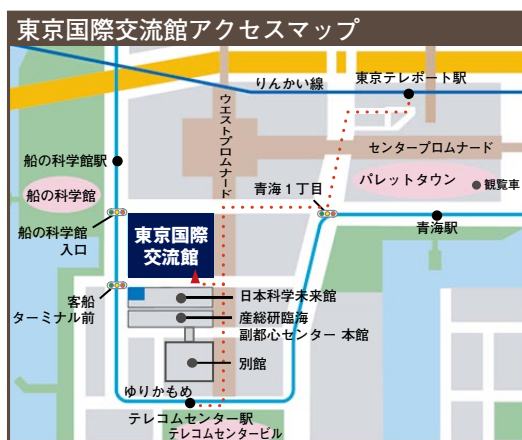 東京国際交流館アクセスマップ
りんかい線
東京テレポート駅
ウエストプロムナード
センタープロムナード
船の科学館駅
船の科学館
パレットタウン
観覧車
青海1丁目
船の科学館
入口
青海駅
東京国際
交流館
客船
ターミナル前
日本科学未来館
産総研臨海
副都心センター 本館
別館
ゆりかもめ
テレコムセンター駅
テレコムセンタービル